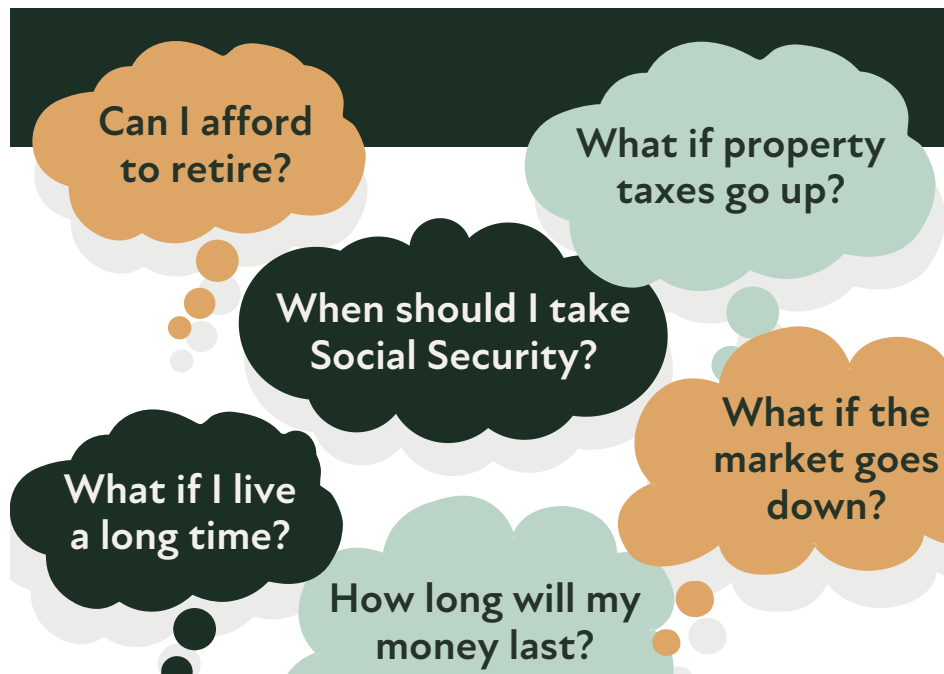 Can I afford
to retire?
What if property
taxes go up?
When should I take
Social Security?
What if the
market goes
down?
What if I live
a long time?
How long will my
money last?